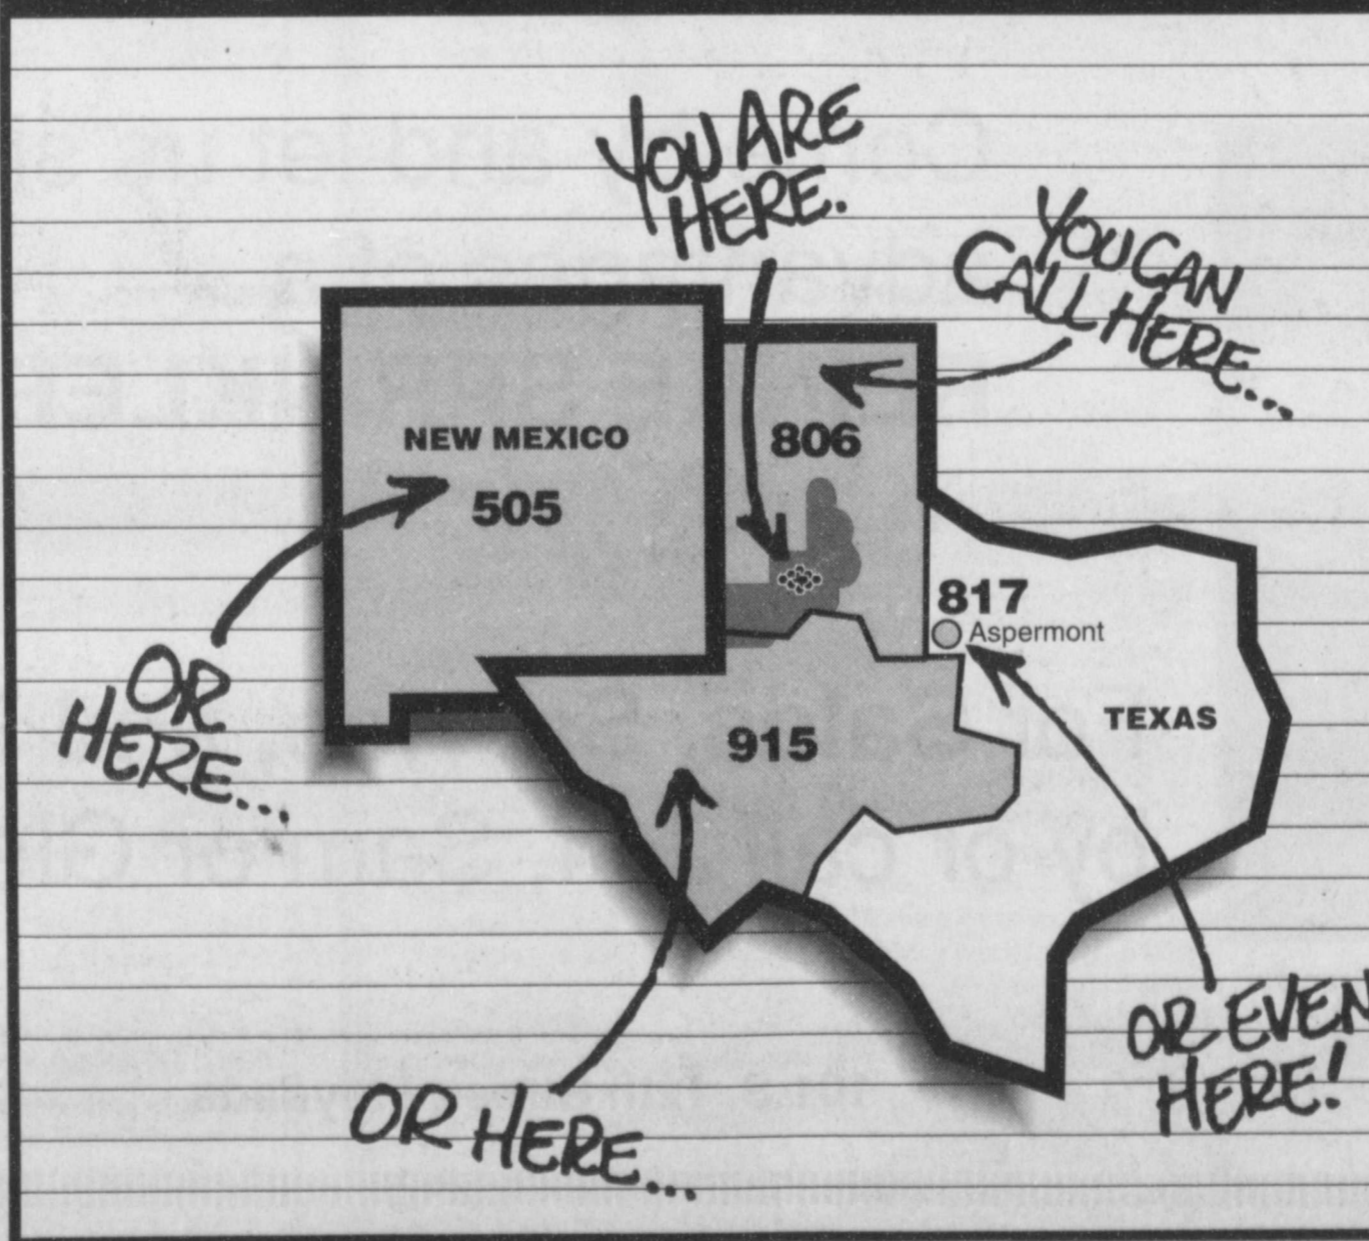 YOU ARE
HERE.
YOU CAN
CALL HERE...
NEW MEXICO
505
806
817
Aspermont
TEXAS
915
OR
HERE...
OR HERE...
OR EVEN
HERE!